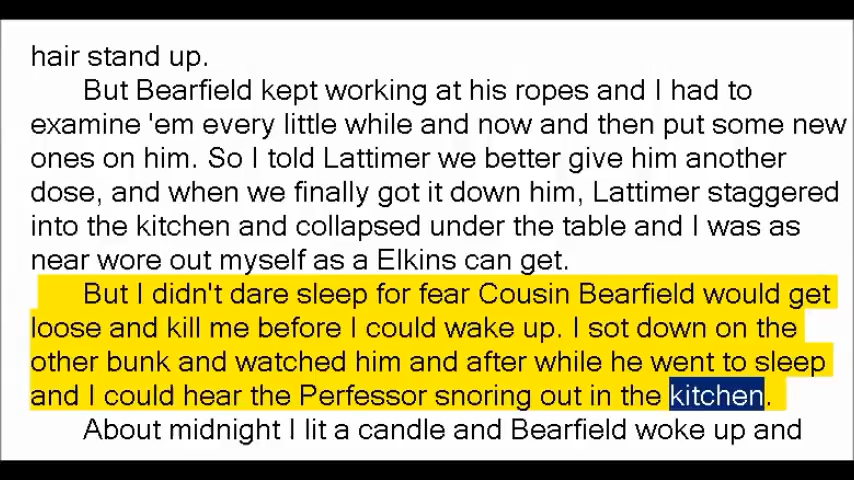 hair stand up.
But Bearfield kept working at his ropes and I had to
examine 'em every little while and now and then put some new
ones on him. So I told Lattimer we better give him another
dose, and when we finally got it down him, Lattimer staggered
into the kitchen and collapsed under the table and I was as
near wore out myself as a Elkins can get.
But I didn't dare sleep for fear Cousin Bearfield would get
loose and kill me before I could wake up. I sot down on the
other bunk and watched him and after while he went to sleep
and I could hear the Perfessor snoring out in the kitchen.
About midnight I lit a candle and Bearfield woke up and